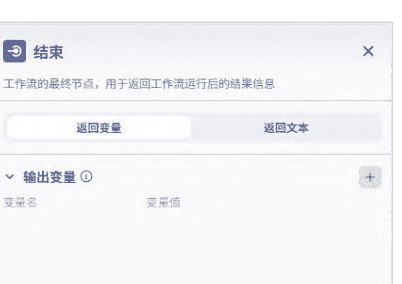 结束
工作流的最终节点，用于返回工作流运行后的结果信息
返回变量 返回文本
输出变量
变量名 变量值